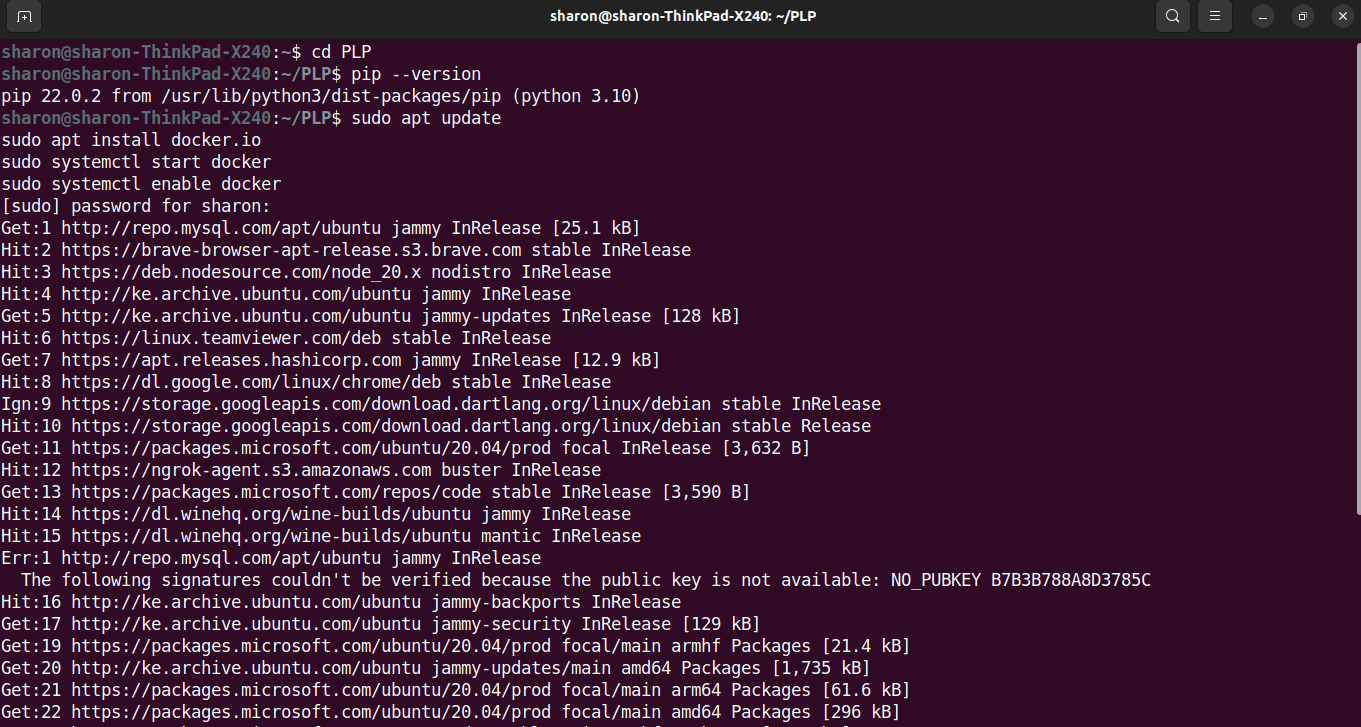 sharon@sharon-ThinkPad-X240: ~/PLP
sharon@sharon-ThinkPad-X240:~$ cd PLP
sharon@sharon-ThinkPad-X240:~/PLP$ pip --version
pip 22.0.2 from /usr/lib/python3/dist-packages/pip (python 3.10)
sharon@sharon-ThinkPad-X240:~/PLP$ sudo apt update
sudo apt install docker.io
sudo systemctl start docker
sudo systemctl enable docker
[sudo] password for sharon:
Get:1 http://repo.mysql.com/apt/ubuntu jammy InRelease [25.1 kB]
Hit:2 https://brave-browser-apt-release.s3.brave.com stable InRelease
Hit:3 https://deb.nodesource.com/node_20.x nodistro InRelease
Hit:4 http://ke.archive.ubuntu.com/ubuntu jammy InRelease
Get:5 http://ke.archive.ubuntu.com/ubuntu jammy-updates InRelease [128 kB]
Hit:6 https://linux.teamviewer.com/deb stable InRelease
Get:7 https://apt.releases.hashicorp.com jammy InRelease [12.9 kB]
Hit:8 https://dl.google.com/linux/chrome/deb stable InRelease
Ign:9 https://storage.googleapis.com/download.dartlang.org/linux/debian stable InRelease
Hit:10 https://storage.googleapis.com/download.dartlang.org/linux/debian stable Release
Get:11 https://packages.microsoft.com/ubuntu/20.04/prod focal InRelease [3,632 B]
Hit:12 https://ngrok-agent.s3.amazonaws.com buster InRelease
Get:13 https://packages.microsoft.com/repos/code stable InRelease [3,590 B]
Hit:14 https://dl.winehq.org/wine-builds/ubuntu jammy InRelease
Hit:15 https://dl.winehq.org/wine-builds/ubuntu mantic InRelease
Err:1 http://repo.mysql.com/apt/ubuntu jammy InRelease
  The following signatures couldn't be verified because the public key is not available: NO_PUBKEY B7B3B788A8D3785C
Hit:16 http://ke.archive.ubuntu.com/ubuntu jammy-backports InRelease
Get:17 http://ke.archive.ubuntu.com/ubuntu jammy-security InRelease [129 kB]
Get:19 https://packages.microsoft.com/ubuntu/20.04/prod focal/main armhf Packages [21.4 kB]
Get:20 http://ke.archive.ubuntu.com/ubuntu jammy-updates/main amd64 Packages [1,735 kB]
Get:21 https://packages.microsoft.com/ubuntu/20.04/prod focal/main arm64 Packages [61.6 kB]
Get:22 https://packages.microsoft.com/ubuntu/20.04/prod focal/main amd64 Packages [296 kB]